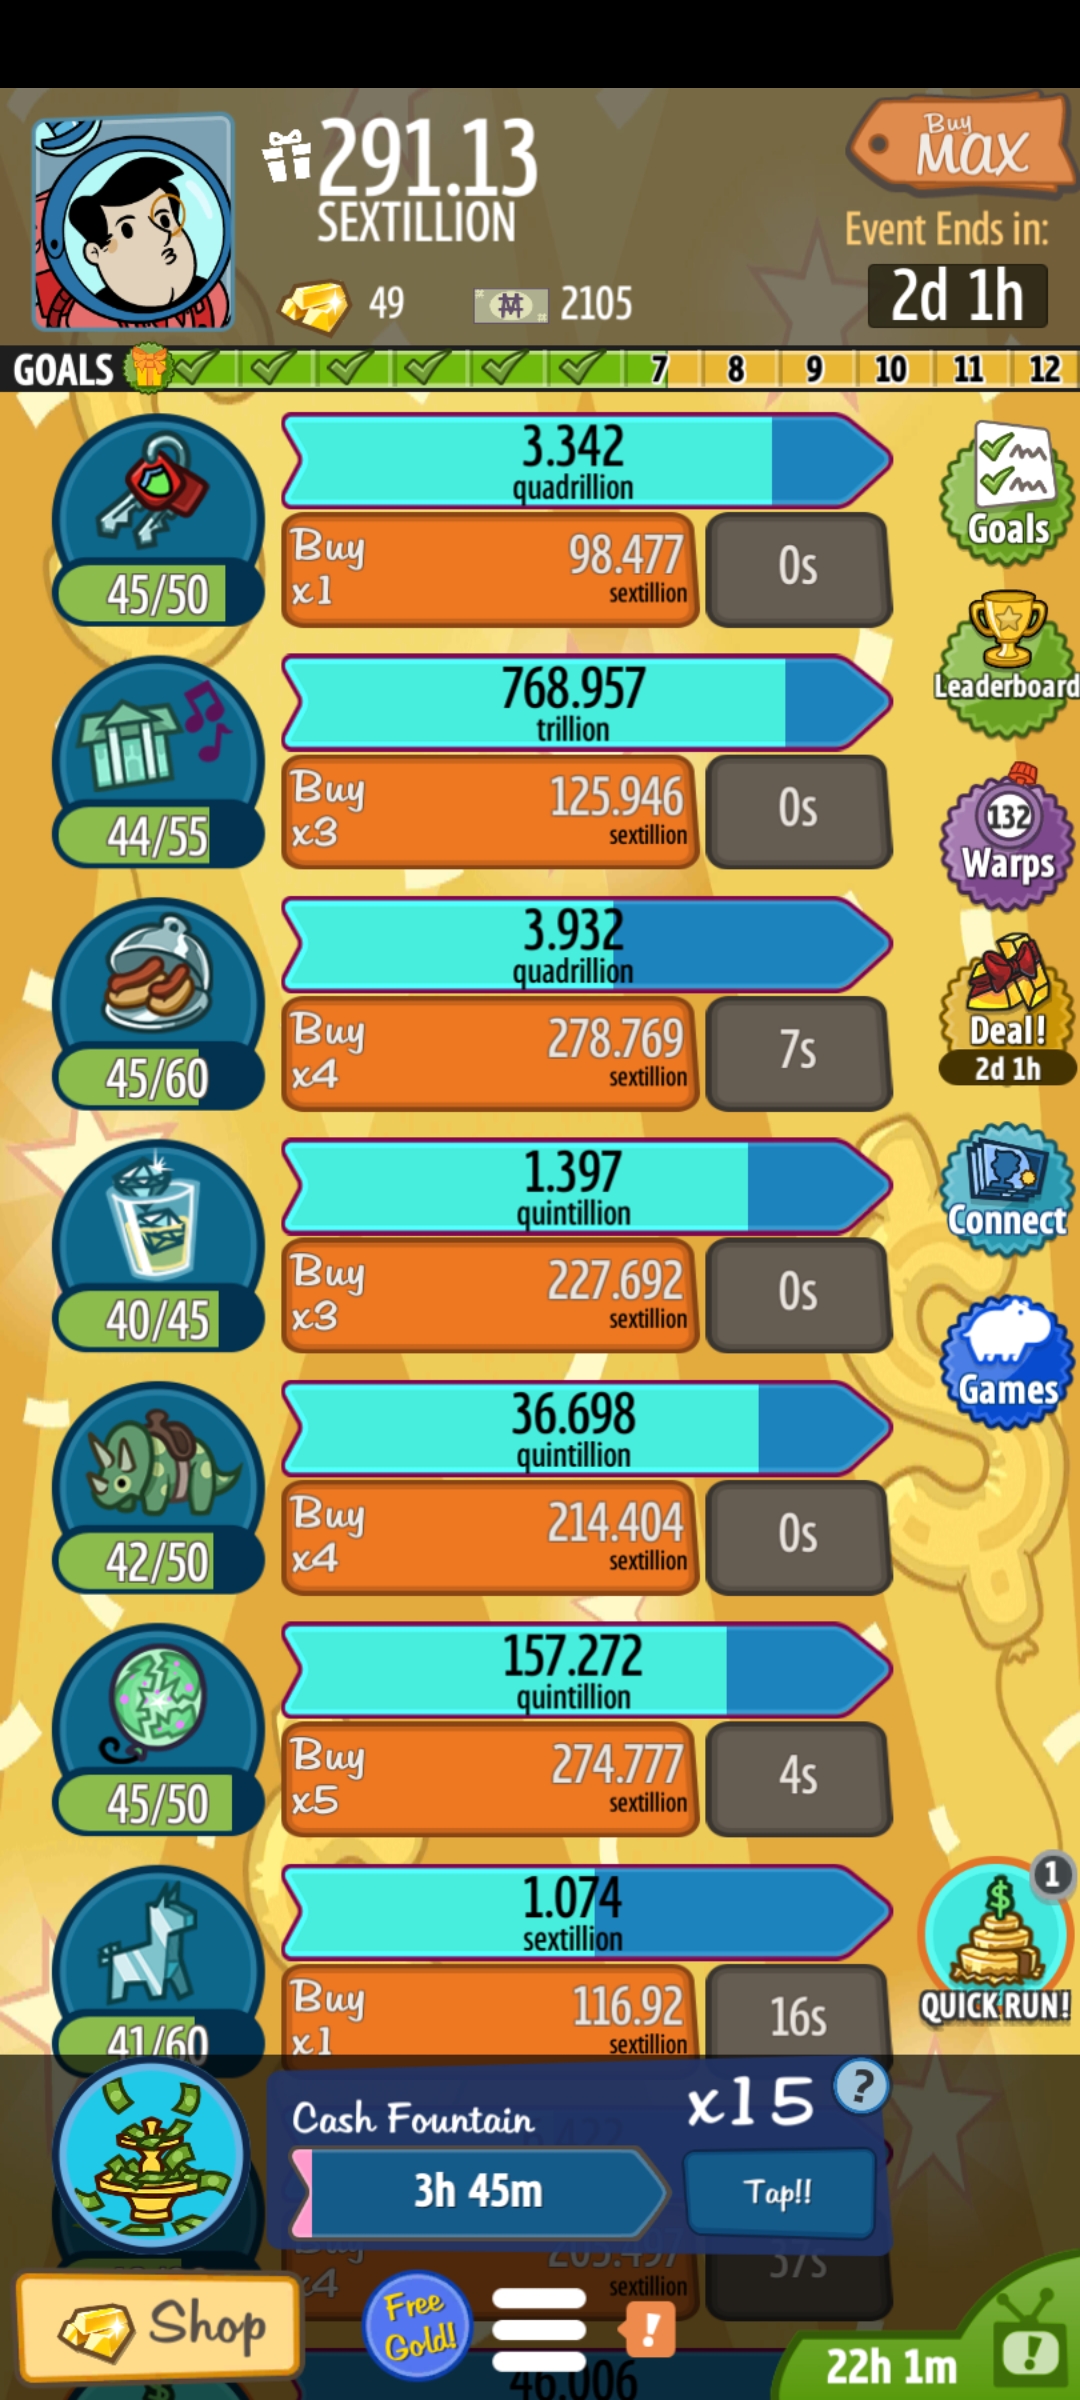 291.13
SEXTILLION
Buy
MAX
Event Ends in:
2d 1h
49
2105
GOALS
7 8 9 10 11 12
3.342
quadrillion
Buy
x1
98.477
sextillion
0s
45/50
Goals
Leaderboard
768.957
trillion
Buy
x3
125.946
sextillion
0s
44/55
132
Warps
3.932
quadrillion
Buy
x4
278.769
sextillion
7s
45/60
Deal!
2d 1h
1.397
quintillion
Buy
x3
227.692
sextillion
0s
40/45
Connect
Games
36.698
quintillion
Buy
x4
214.404
sextillion
0s
42/50
157.272
quintillion
Buy
x5
274.777
sextillion
4s
45/50
1.074
sextillion
Buy
x1
116.92
sextillion
16s
41/60
1
$
QUICK RUN!
Cash Fountain
x15
?
3h 45m
Tap!!
x4
sextillion
37s
Shop
Free
Gold!
!
46.006
22h 1m
!